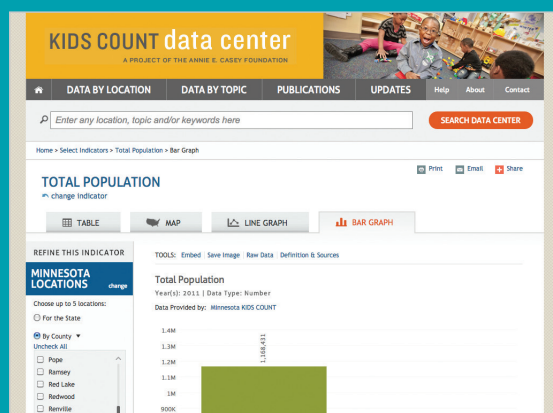 KIDS COUNT data center
A PROJECT OF THE ANNIE E. CASEY FOUNDATION
DATA BY LOCATION DATA BY TOPIC PUBLICATIONS UPDATES Help About Contact
Enter any location, topic and/or keywords here SEARCH DATA CENTER
Home > Select Indicators > Total Population > Bar Graph
Print Email Share
TOTAL POPULATION
change indicator
TABLE MAP LINE GRAPH BAR GRAPH
REFINE THIS INDICATOR
TOOLS: Embed Save Image Raw Data Definition & Sources
MINNESOTA
LOCATIONS change
Total Population
Year(s): 2011 | Data Type: Number
Choose up to 5 locations:
Data Provided by: Minnesota KIDS COUNT
For the State
By County
Uncheck All
Pope
Ramsey
Red Lake
Redwood
Renville
1.4M
1.3M
1.2M
1.1M
1M
900K
1,168,431